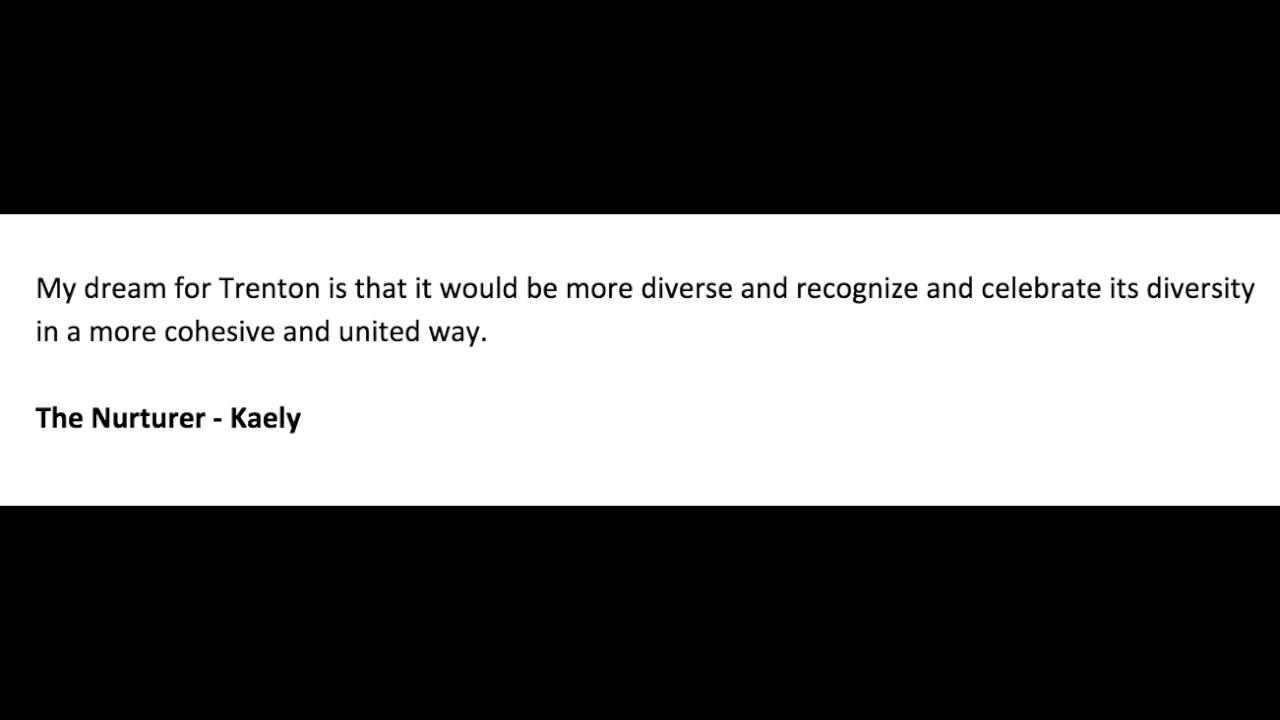 My dream for Trenton is that it would be more diverse and recognize and celebrate its diversity
in a more cohesive and united way.
The Nurturer - Kaely